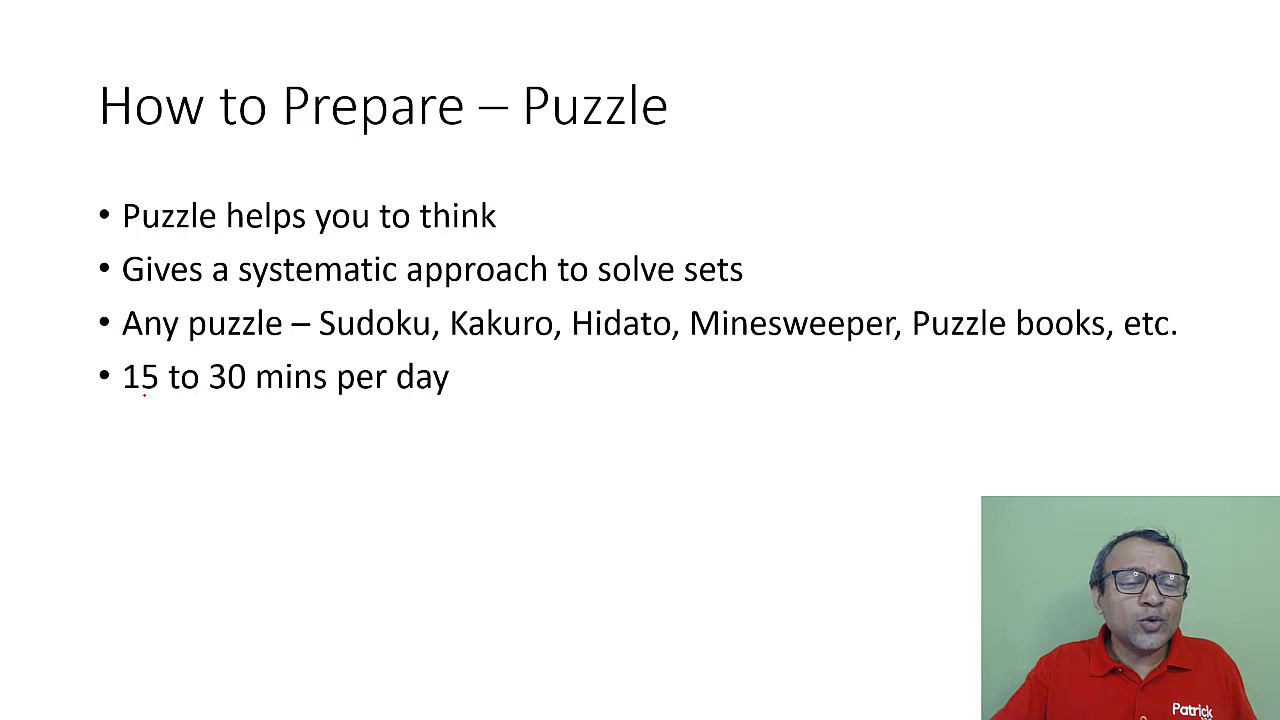 How to Prepare – Puzzle
• Puzzle helps you to think
• Gives a systematic approach to solve sets
• Any puzzle – Sudoku, Kakuro, Hidato, Minesweeper, Puzzle books, etc.
• 15 to 30 mins per day
Patrick